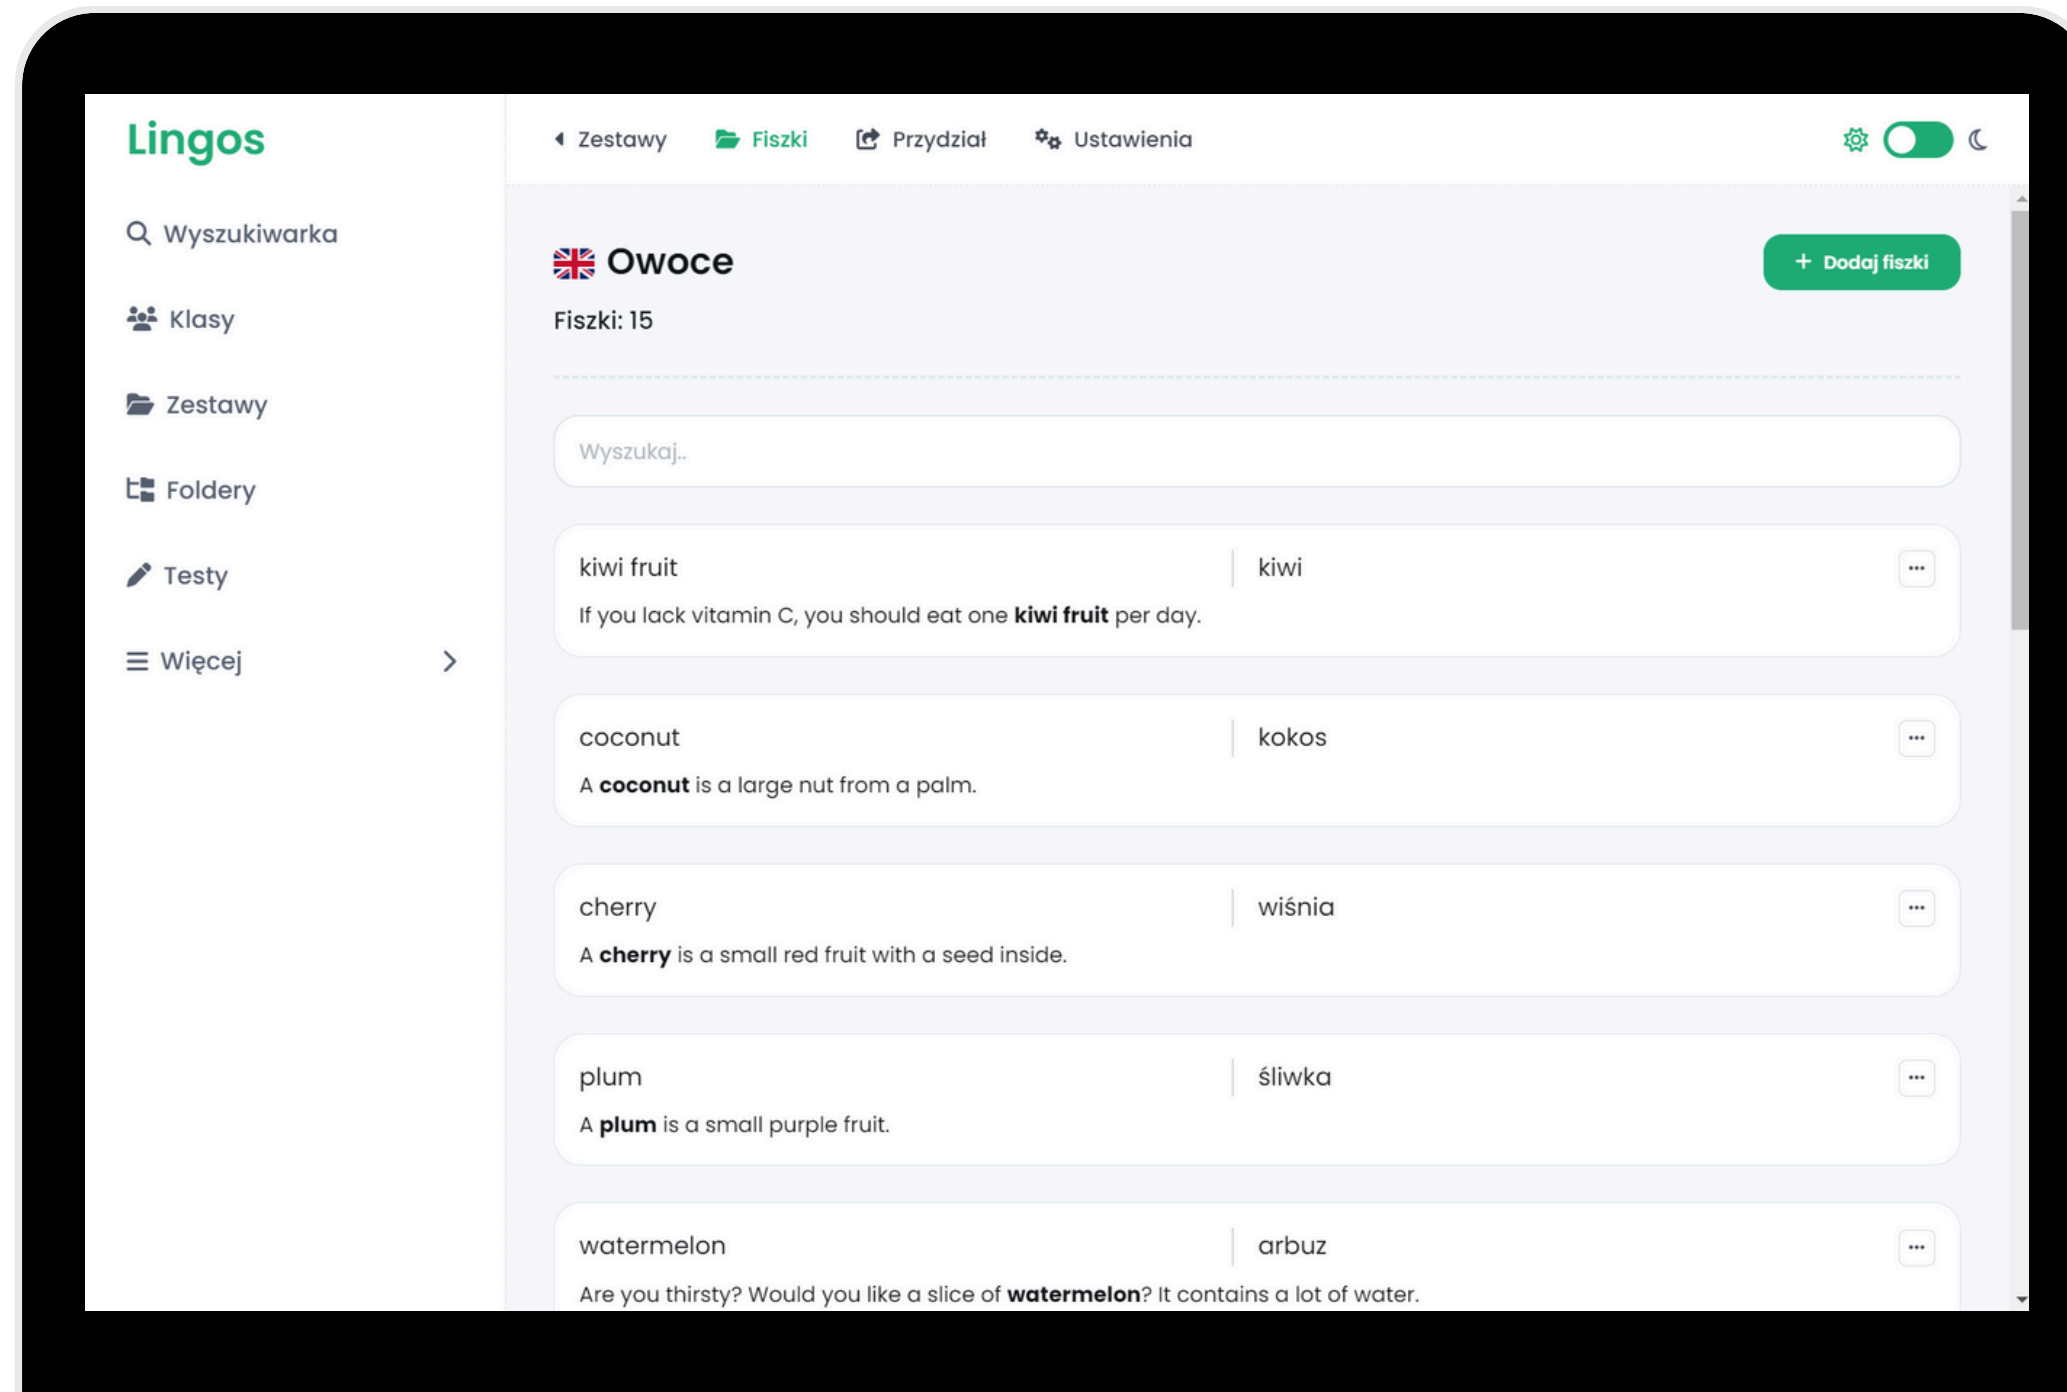 Lingos
Wyszukiwarka
Klasy
Zestawy
Foldery
Testy
Więcej
Zestawy Fiszki Przydział Ustawienia
Owoce
+ Dodaj fiszki
Fiszki: 15
Wyszukaj..
kiwi fruit kiwi
If you lack vitamin C, you should eat one kiwi fruit per day.
coconut kokos
A coconut is a large nut from a palm.
cherry wiśnia
A cherry is a small red fruit with a seed inside.
plum śliwka
A plum is a small purple fruit.
watermelon arbuz
Are you thirsty? Would you like a slice of watermelon? It contains a lot of water.